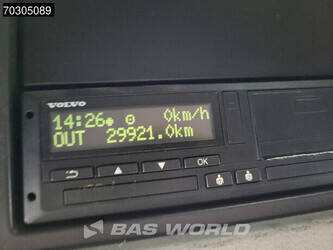 70305089
VOLVO
14:26 0km/h
OUT 29921.0km
OK
BAS WORLD